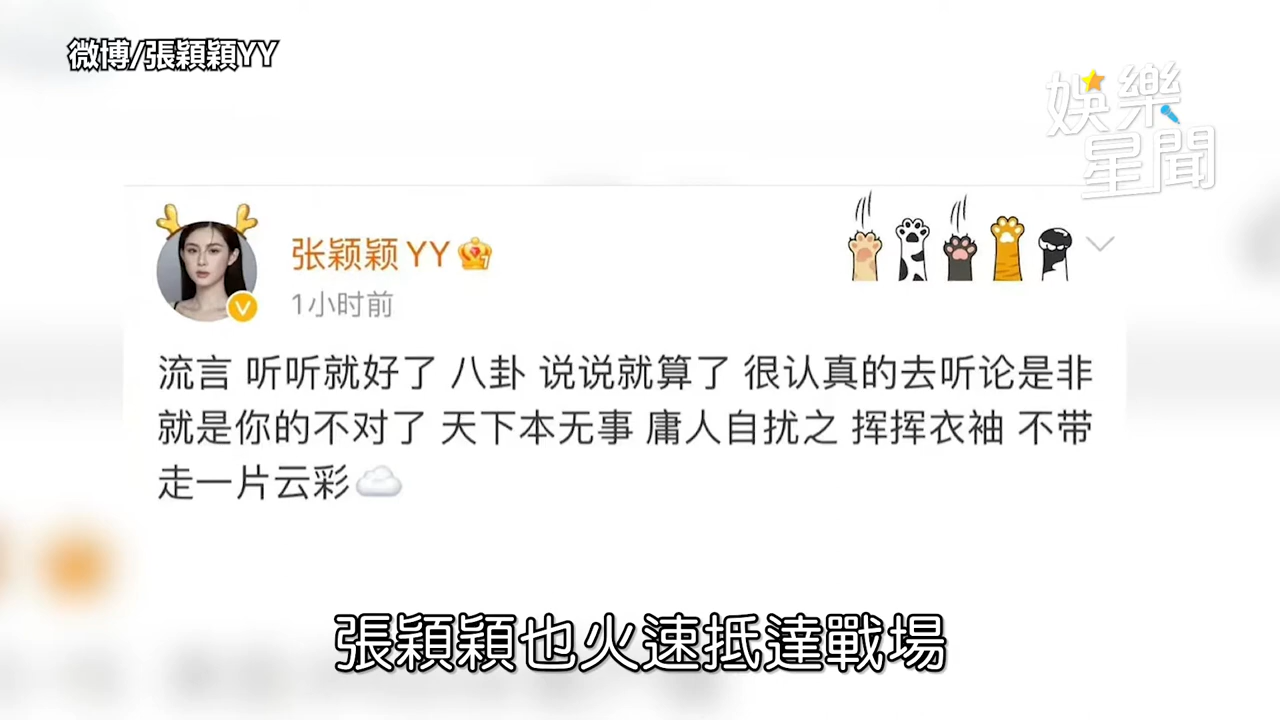 微博/張穎穎YY
娛樂
星聞
张颖颖 YY
1小时前
流言 听听就好了 八卦 说说就算了 很认真的去听论是非
就是你的不对了 天下本无事 庸人自扰之 挥挥衣袖 不带
走一片云彩☁️
張穎穎也火速抵達戰場